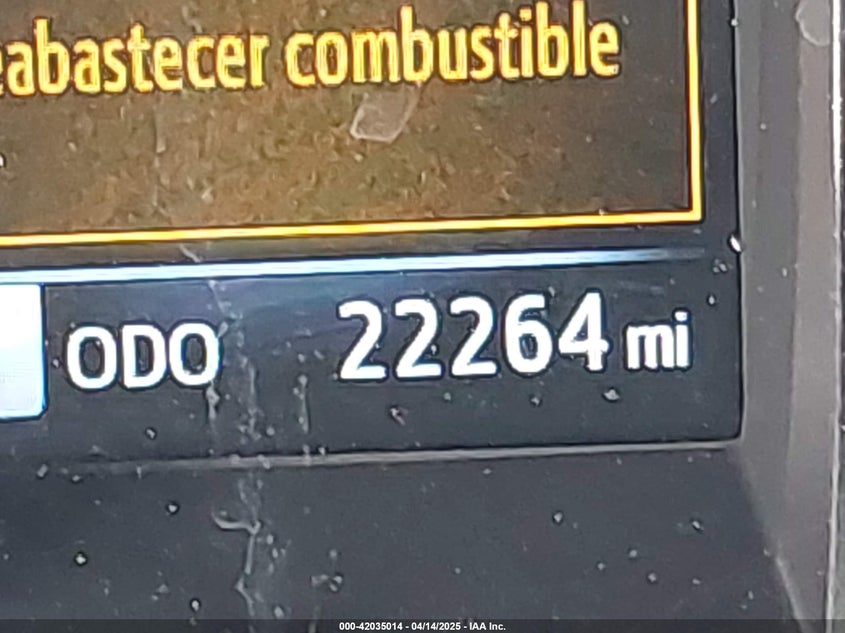 eabastecer combustible
ODO 22264 mi
000-42035014 - 04/14/2025 - IAA Inc.